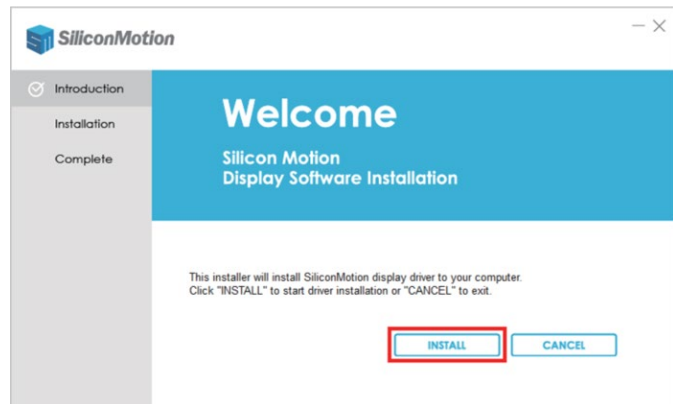 SiliconMotion
Introduction
Installation
Complete
Welcome
Silicon Motion
Display Software Installation
This installer will install SiliconMotion display driver to your computer.
Click "INSTALL" to start driver installation or "CANCEL" to exit.
INSTALL
CANCEL